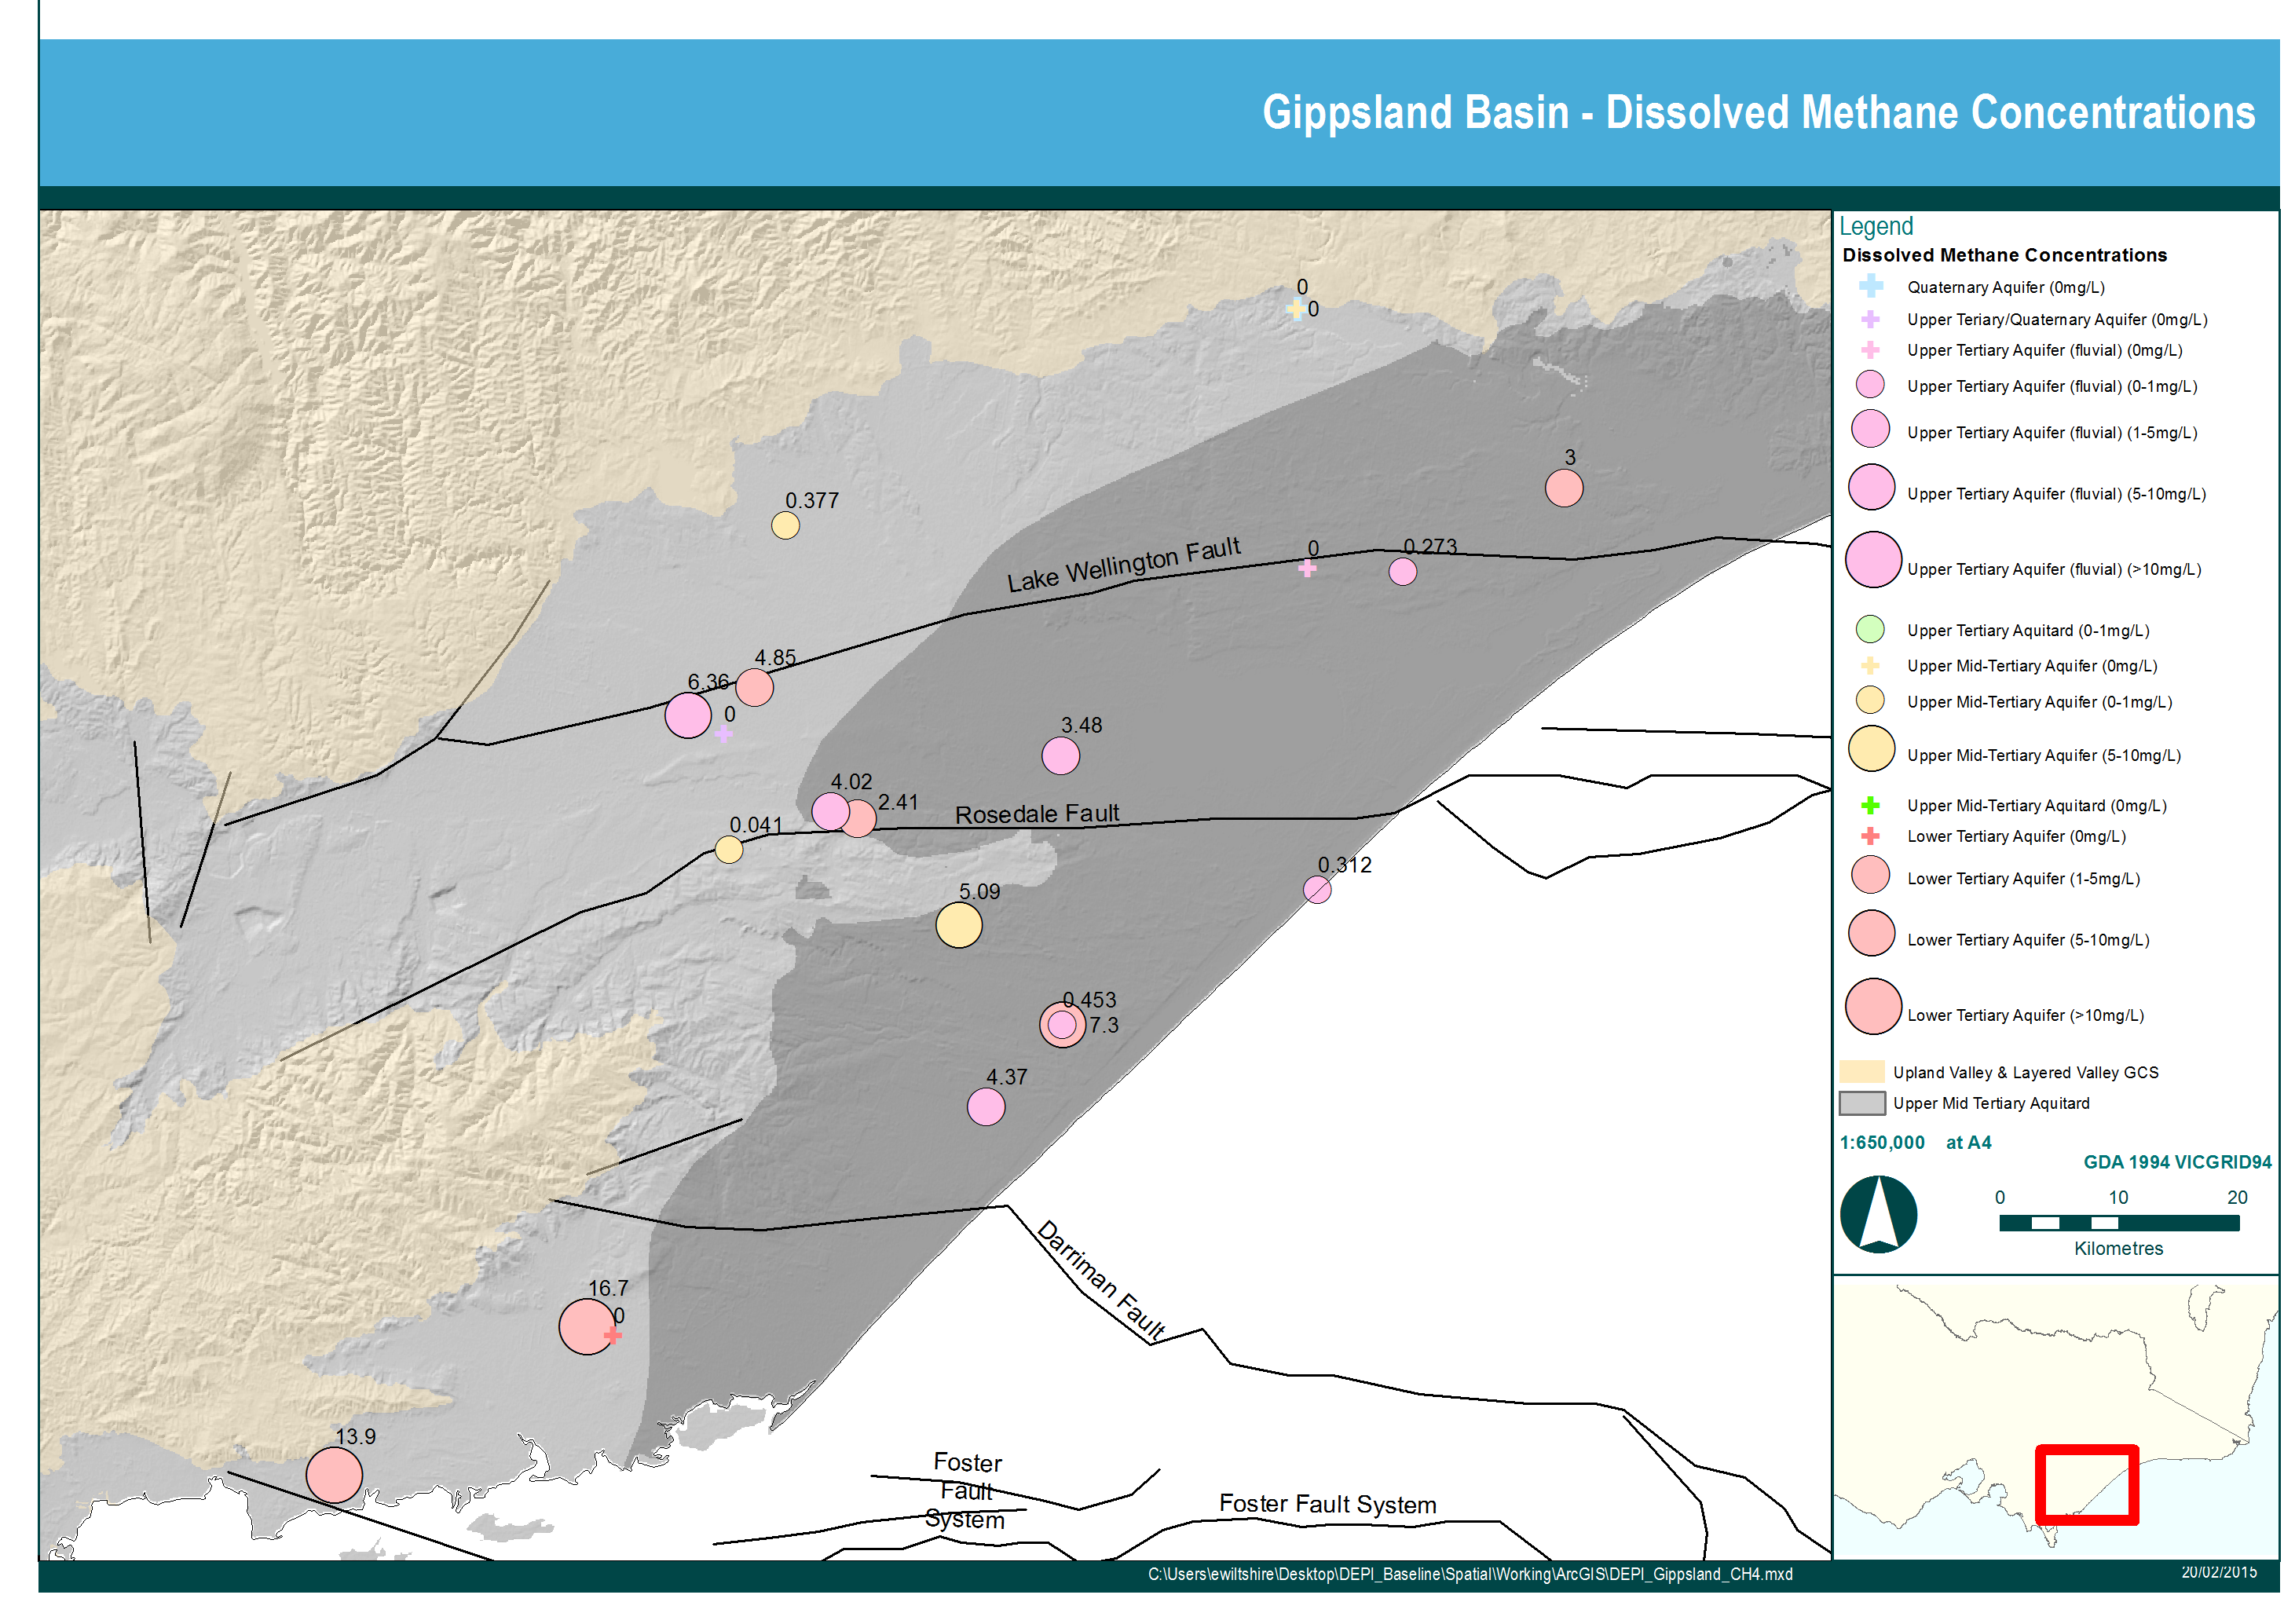 Gippsland Basin - Dissolved Methane Concentrations
0
0
3
0.377
Lake Wellington Fault
0
0.273
4.85
6.36
0
3.48
4.02
2.41
Rosedale Fault
0.041
0.312
5.09
0.453
7.3
4.37
Darriman Fault
16.7
0
13.9
Foster
Fault
System
Foster Fault System
Legend
Dissolved Methane Concentrations
Quaternary Aquifer (0mg/L)
Upper Teriary/Quaternary Aquifer (0mg/L)
Upper Tertiary Aquifer (fluvial) (0mg/L)
Upper Tertiary Aquifer (fluvial) (0-1mg/L)
Upper Tertiary Aquifer (fluvial) (1-5mg/L)
Upper Tertiary Aquifer (fluvial) (5-10mg/L)
Upper Tertiary Aquifer (fluvial) (>10mg/L)
Upper Tertiary Aquitard (0-1mg/L)
Upper Mid-Tertiary Aquifer (0mg/L)
Upper Mid-Tertiary Aquifer (0-1mg/L)
Upper Mid-Tertiary Aquifer (5-10mg/L)
Upper Mid-Tertiary Aquitard (0mg/L)
Lower Tertiary Aquifer (0mg/L)
Lower Tertiary Aquifer (1-5mg/L)
Lower Tertiary Aquifer (5-10mg/L)
Lower Tertiary Aquifer (>10mg/L)
Upland Valley & Layered Valley GCS
Upper Mid Tertiary Aquitard
1:650,000 at A4
GDA 1994 VICGRID94
0 10 20
Kilometres
C:\Users\ewiltshire\Desktop\DEPI_Baseline\Spatial\Working\ArcGIS\DEPI_Gippsland_CH4.mxd
20/02/2015